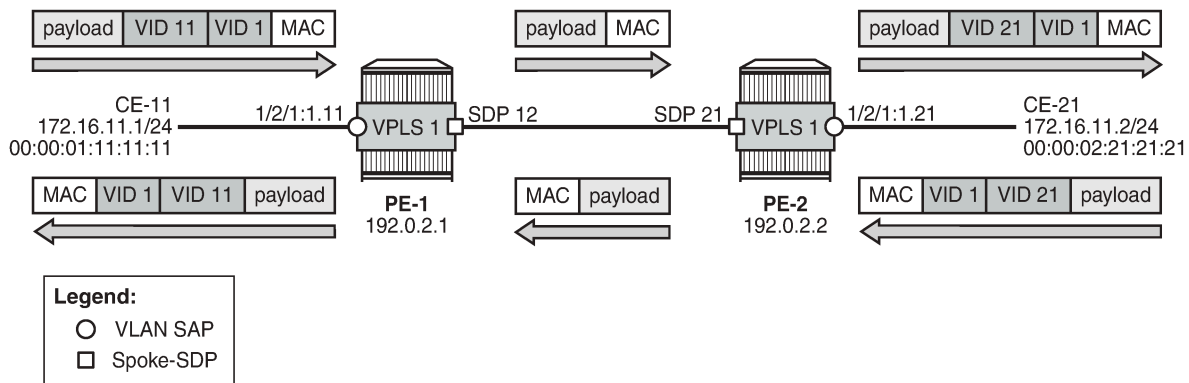 payload VID 11 VID 1 MAC
payload MAC
payload VID 21 VID 1 MAC
CE-11
172.16.11.1/24
00:00:01:11:11:11
1/2/1:1.11
VPLS 1
SDP 12
SDP 21
VPLS 1
1/2/1:1.21
CE-21
172.16.11.2/24
00:00:02:21:21:21
MAC VID 1 VID 11 payload
PE-1
192.0.2.1
MAC payload
PE-2
192.0.2.2
MAC VID 1 VID 21 payload
Legend:
VLAN SAP
Spoke-SDP